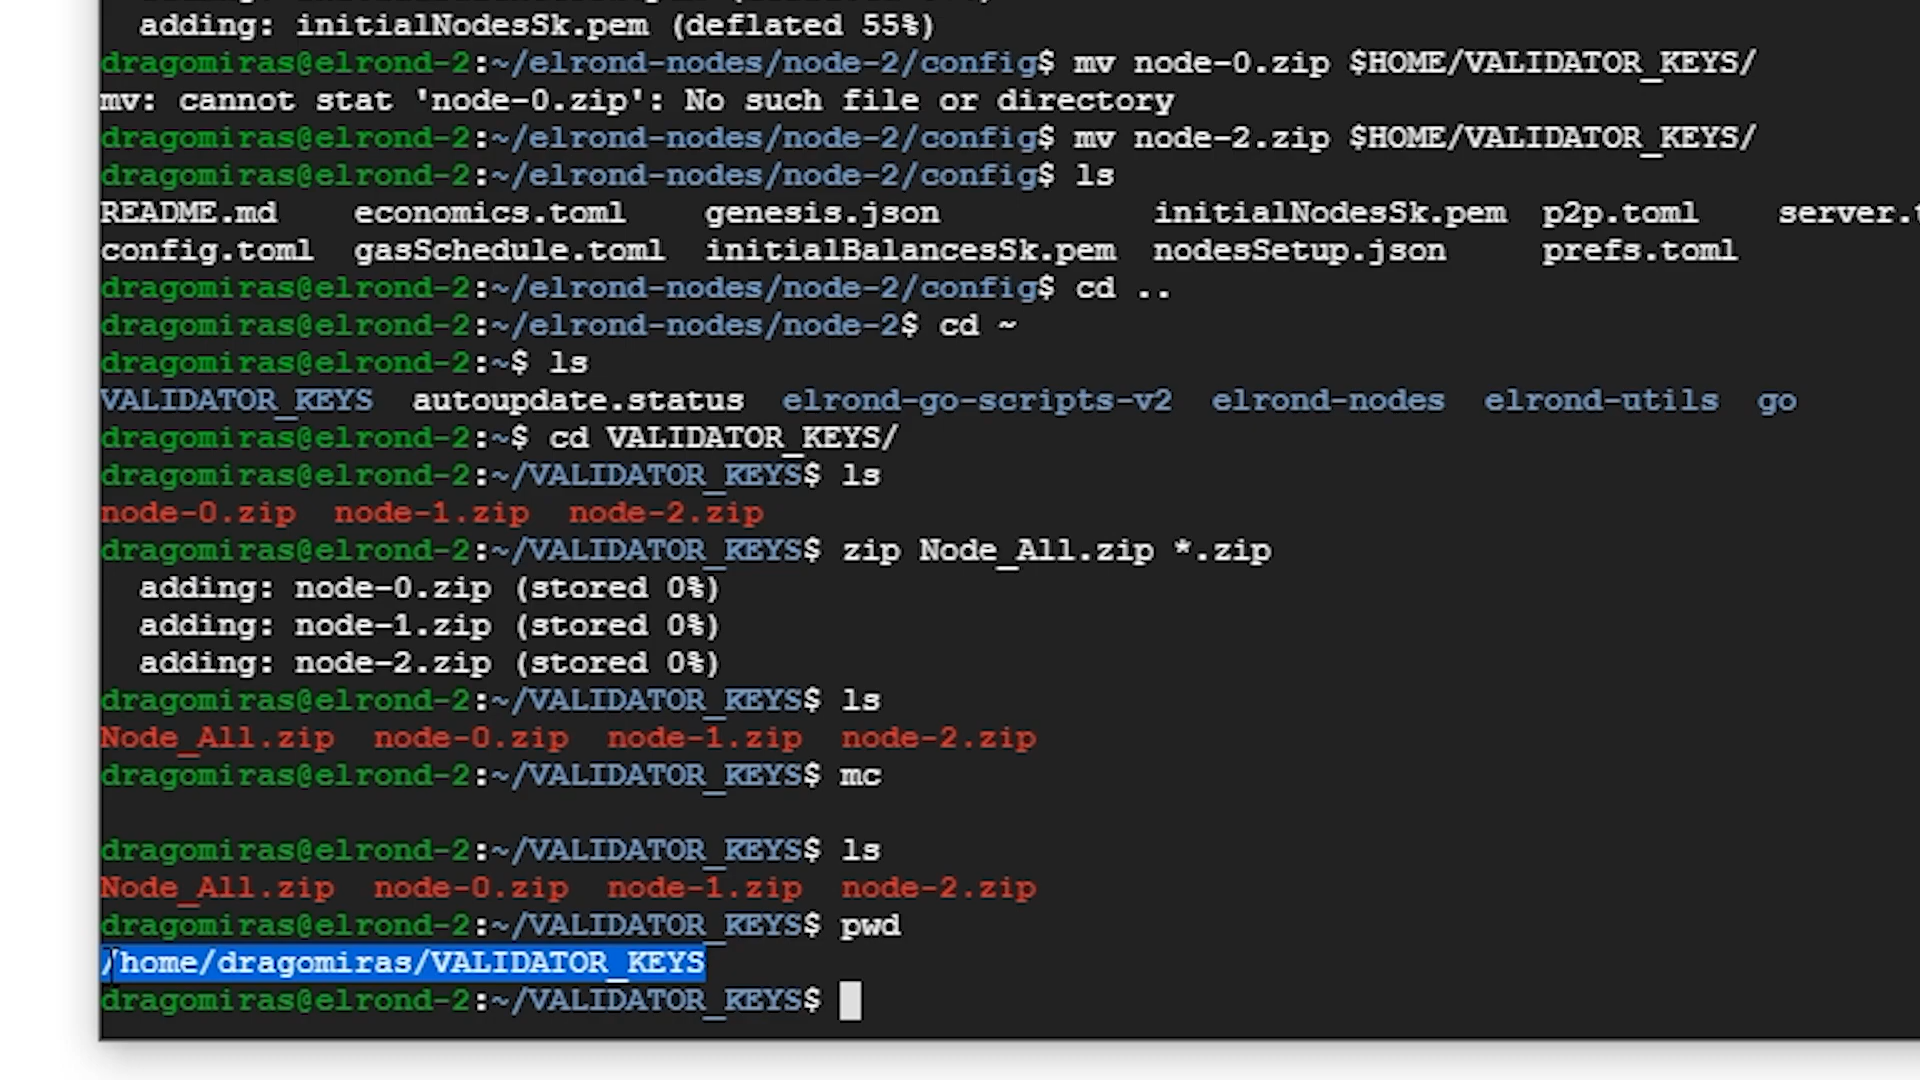 adding: initialNodesSk.pem (deflated 55%)
dragomiras@elrond-2:~/elrond-nodes/node-2/config$ mv node-0.zip $HOME/VALIDATOR_KEYS/
mv: cannot stat 'node-0.zip': No such file or directory
dragomiras@elrond-2:~/elrond-nodes/node-2/config$ mv node-2.zip $HOME/VALIDATOR_KEYS/
dragomiras@elrond-2:~/elrond-nodes/node-2/config$ ls
README.md economics.toml genesis.json initialNodesSk.pem p2p.toml server.
config.toml gasSchedule.toml initialBalancesSk.pem nodesSetup.json prefs.toml
dragomiras@elrond-2:~/elrond-nodes/node-2/config$ cd ..
dragomiras@elrond-2:~/elrond-nodes/node-2$ cd ~
dragomiras@elrond-2:~$ ls
VALIDATOR_KEYS autoupdate.status elrond-go-scripts-v2 elrond-nodes elrond-utils go
dragomiras@elrond-2:~$ cd VALIDATOR_KEYS/
dragomiras@elrond-2:~/VALIDATOR_KEYS$ ls
node-0.zip node-1.zip node-2.zip
dragomiras@elrond-2:~/VALIDATOR_KEYS$ zip Node_All.zip *.zip
adding: node-0.zip (stored 0%)
adding: node-1.zip (stored 0%)
adding: node-2.zip (stored 0%)
dragomiras@elrond-2:~/VALIDATOR_KEYS$ ls
Node_All.zip node-0.zip node-1.zip node-2.zip
dragomiras@elrond-2:~/VALIDATOR_KEYS$ mc
dragomiras@elrond-2:~/VALIDATOR_KEYS$ ls
Node_All.zip node-0.zip node-1.zip node-2.zip
dragomiras@elrond-2:~/VALIDATOR_KEYS$ pwd
/home/dragomiras/VALIDATOR_KEYS
dragomiras@elrond-2:~/VALIDATOR_KEYS$